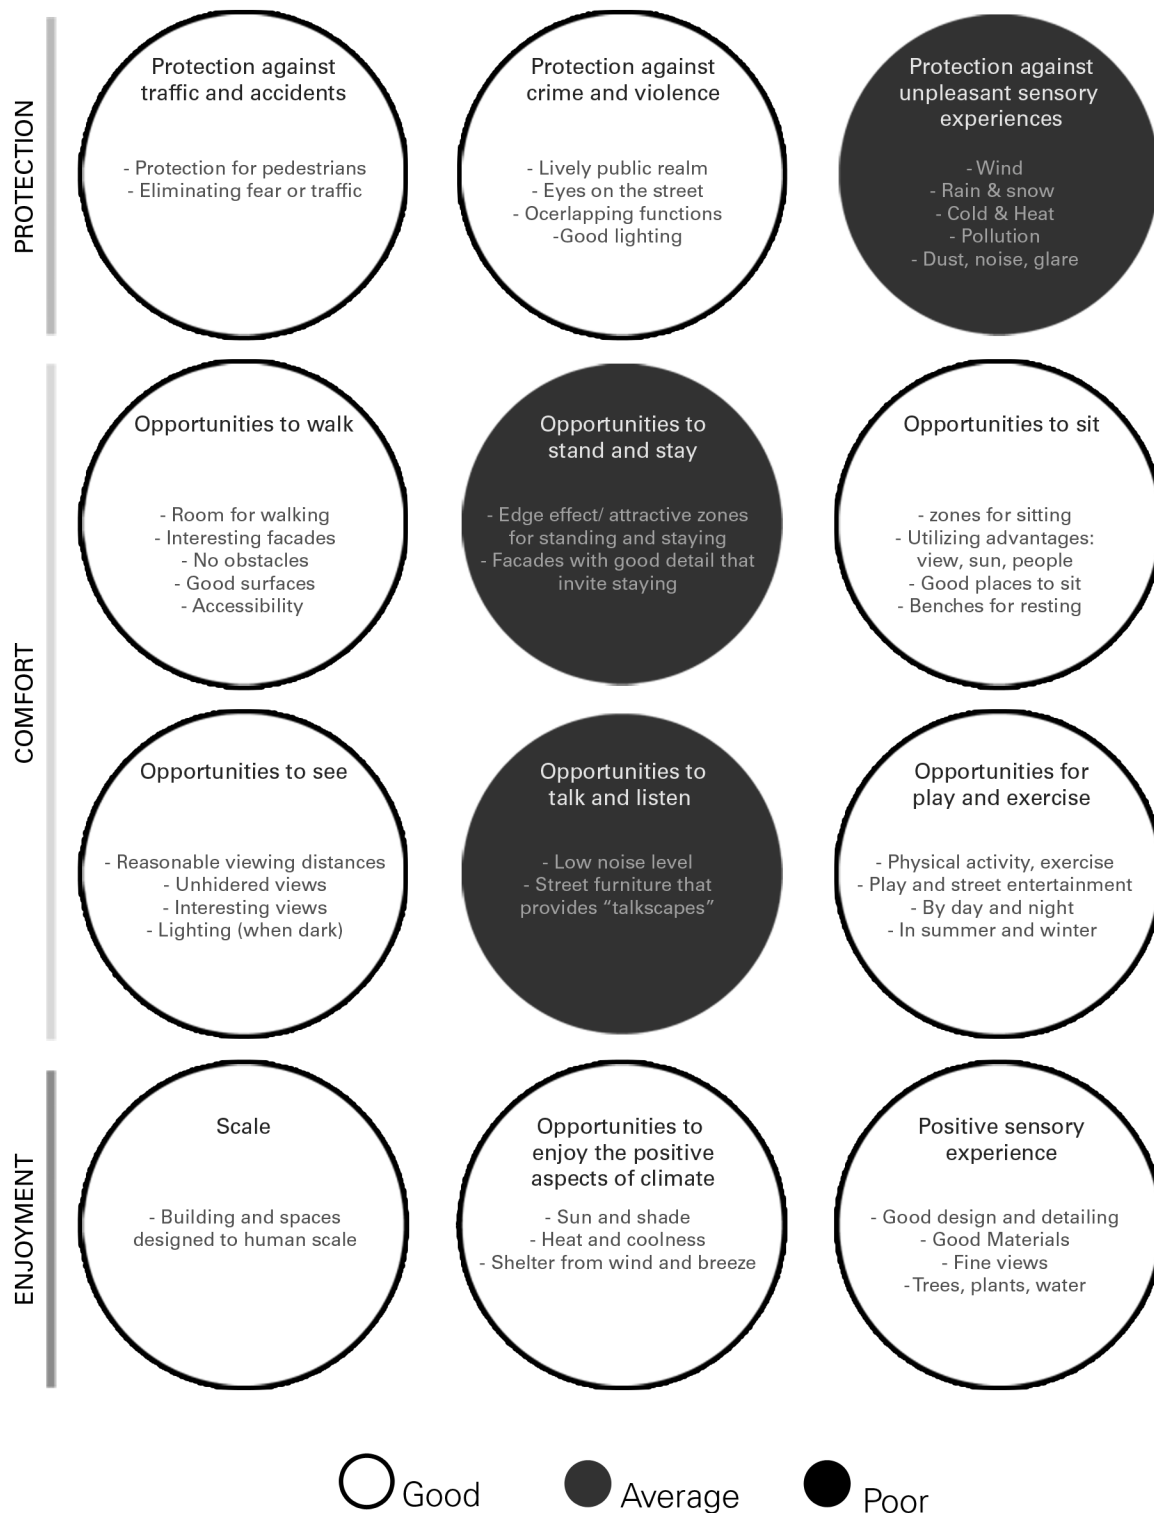 PROTECTION
Protection against
traffic and accidents
- Protection for pedestrians
- Eliminating fear or traffic
Protection against
crime and violence
- Lively public realm
- Eyes on the street
- Ocerlapping functions
-Good lighting
Protection against
unpleasant sensory
experiences
- Wind
- Rain & snow
- Cold & Heat
- Pollution
- Dust, noise, glare
COMFORT
Opportunities to walk
- Room for walking
- Interesting facades
- No obstacles
- Good surfaces
- Accessibility
Opportunities to
stand and stay
- Edge effect/ attractive zones
for standing and staying
- Facades with good detail that
invite staying
Opportunities to sit
- zones for sitting
- Utilizing advantages:
view, sun, people
- Good places to sit
- Benches for resting
Opportunities to see
- Reasonable viewing distances
- Unhidered views
- Interesting views
- Lighting (when dark)
Opportunities to
talk and listen
- Low noise level
- Street furniture that
provides “talkscapes”
Opportunities for
play and exercise
- Physical activity, exercise
- Play and street entertainment
- By day and night
- In summer and winter
ENJOYMENT
Scale
- Building and spaces
designed to human scale
Opportunities to
enjoy the positive
aspects of climate
- Sun and shade
- Heat and coolness
- Shelter from wind and breeze
Positive sensory
experience
- Good design and detailing
- Good Materials
- Fine views
- Trees, plants, water
Good
Average
Poor